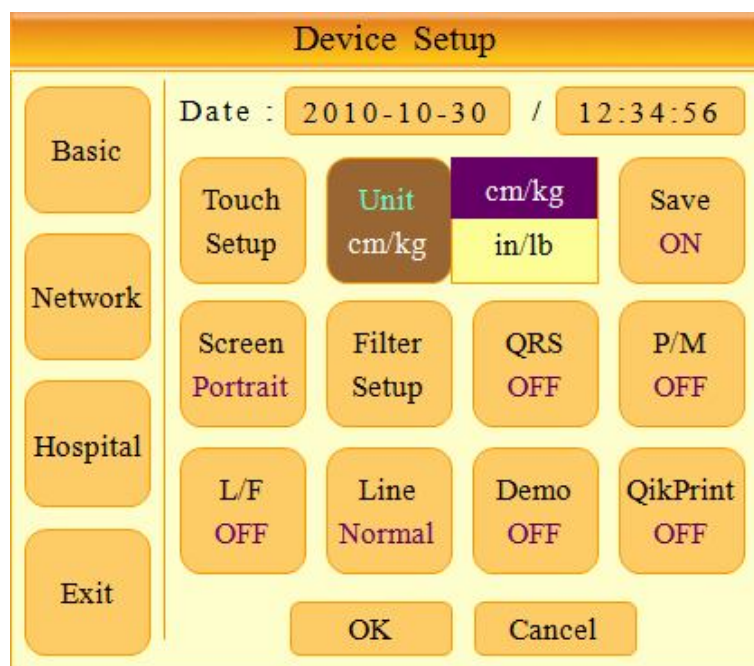 Device Setup
Date : 2010-10-30 / 12:34:56
Basic
Network
Hospital
Exit
Touch
Setup
Unit
cm/kg
cm/kg
in/lb
Save
ON
Screen
Portrait
Filter
Setup
QRS
OFF
P/M
OFF
L/F
OFF
Line
Normal
Demo
OFF
QikPrint
OFF
OK
Cancel